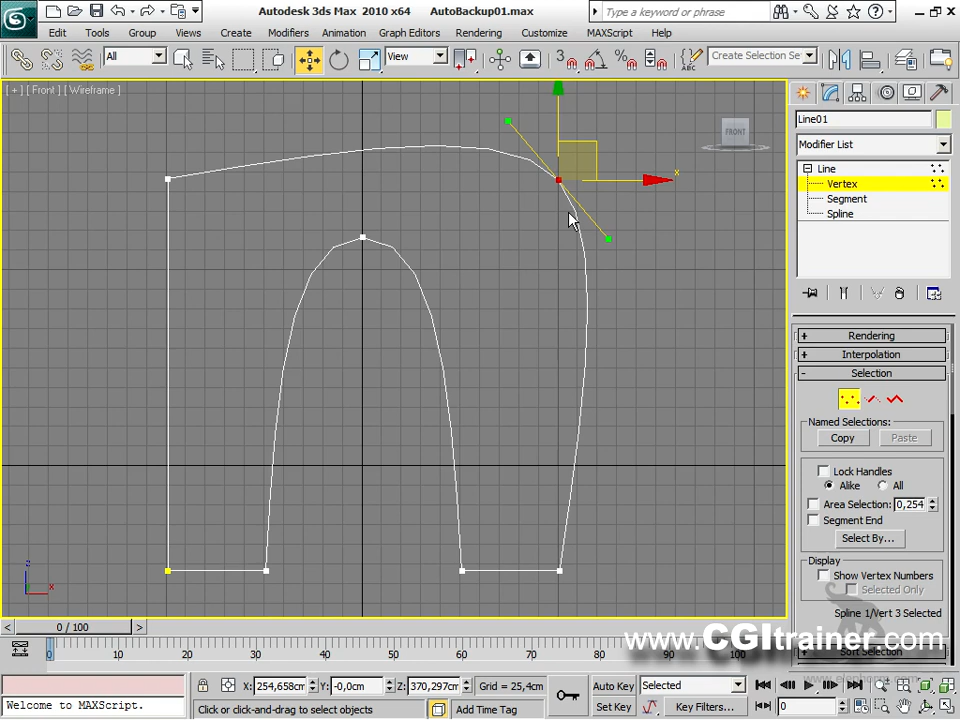 Autodesk 3ds Max 2010 x64 AutoBackup01.max
Type a keyword or phrase
Edit Tools Group Views Create Modifiers Animation Graph Editors Rendering Customize MAXScript Help
All View 3 Create Selection Se
[ + ] [ Front ] [ Wireframe ]
FRONT
x
Line01
Modifier List
Line
Vertex
Segment
Spline
+ Rendering
+ Interpolation
- Selection
Named Selections:
Copy Paste
Lock Handles
Alike All
Area Selection: 0,254
Segment End
Select By...
Display
Show Vertex Numbers
Selected Only
Spline 1/Vert 3 Selected
Soft Selection
z
x
< 0 / 100 >
0 10 20 30 40 50 60 70 80 90 100
www.CGItrainer.com
X: 254,658cm Y: -0,0cm Z: 370,297cm Grid = 25,4cm Auto Key Selected
Welcome to MAXScript. Click or click-and-drag to select objects Add Time Tag Set Key Key Filters... 0